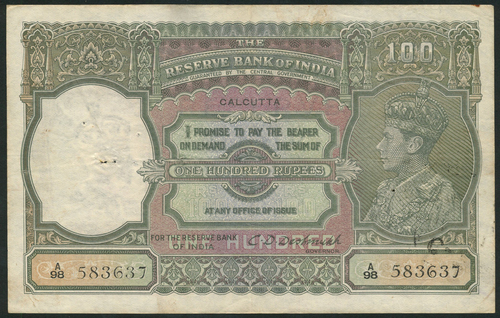 THE
RESERVE BANK OF INDIA
GUARANTEED BY THE CENTRAL GOVERNMENT
100
CALCUTTA
I PROMISE TO PAY THE BEARER
ON DEMAND THE SUM OF
ONE HUNDRED RUPEES
AT ANY OFFICE OF ISSUE
FOR THE RESERVE BANK
OF INDIA
C. D. Deshmukh
GOVERNOR
A/98 583637
A/98 583637